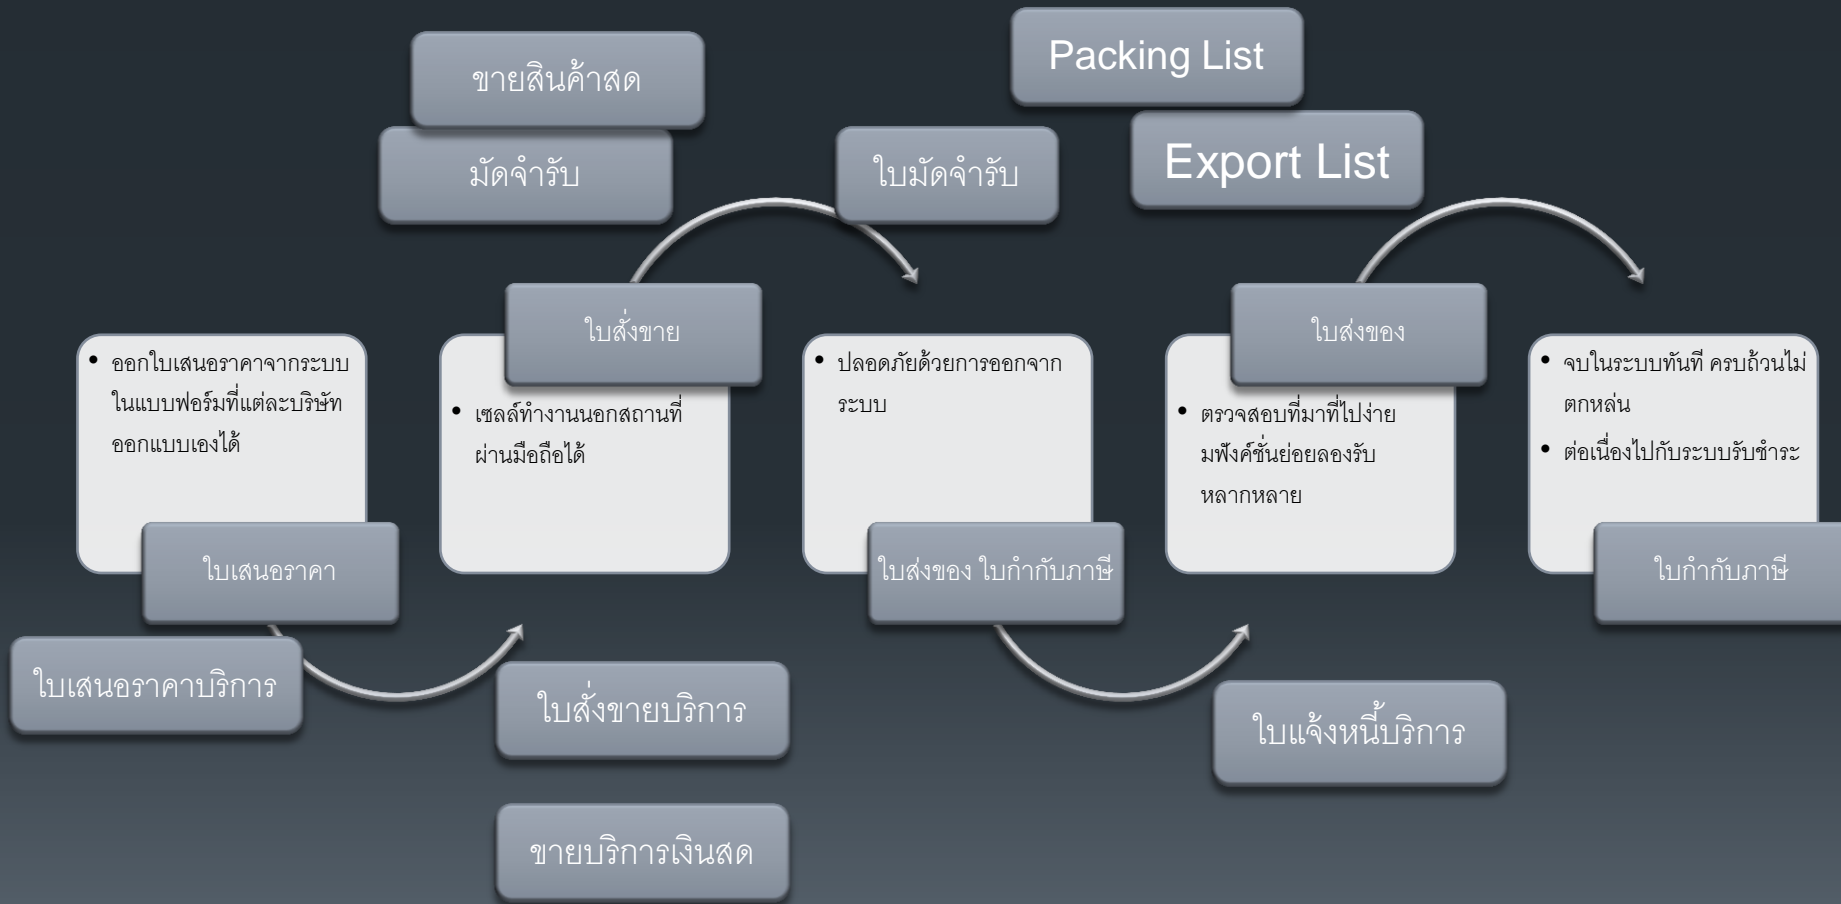 Packing List
ขายสินค้าสด
Export List
มัดจำรับ
ใบมัดจำรับ
ใบสั่งขาย
ใบส่งของ
• ออกใบเสนอราคาจากระบบ
ในแบบฟอร์มที่แต่ละบริษัท
ออกแบบเองได้
ใบเสนอราคา
• เซลล์ทำงานนอกสถานที่
ผ่านมือถือได้
• ปลอดภัยด้วยการออกจาก
ระบบ
ใบส่งของ ใบกำกับภาษี
• ตรวจสอบที่มาที่ไปง่าย
มฟังค์ชั่นย่อยลองรับ
หลากหลาย
• จบในระบบทันที ครบถ้วนไม่
ตกหล่น
• ต่อเนื่องไปกับระบบรับชำระ
ใบกำกับภาษี
ใบเสนอราคาบริการ
ใบสั่งขายบริการ
ใบแจ้งหนี้บริการ
ขายบริการเงินสด